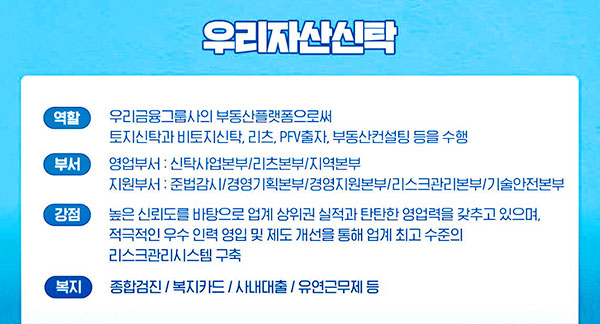 우리자산신탁
역할
우리금융그룹사의 부동산플랫폼으로써
토지신탁과 비토지신탁, 리츠, PFV출자, 부동산컨설팅 등을 수행
부서
영업부서 : 신탁사업본부/리츠본부/지역본부
지원부서 : 준법감시/경영기획본부/경영지원본부/리스크관리본부/기술안전본부
강점
높은 신뢰도를 바탕으로 업계 상위권 실적과 탄탄한 영업력을 갖추고 있으며,
적극적인 우수 인력 영입 및 제도 개선을 통해 업계 최고 수준의
리스크관리시스템 구축
복지
종합검진 / 복지카드 / 사내대출 / 유연근무제 등